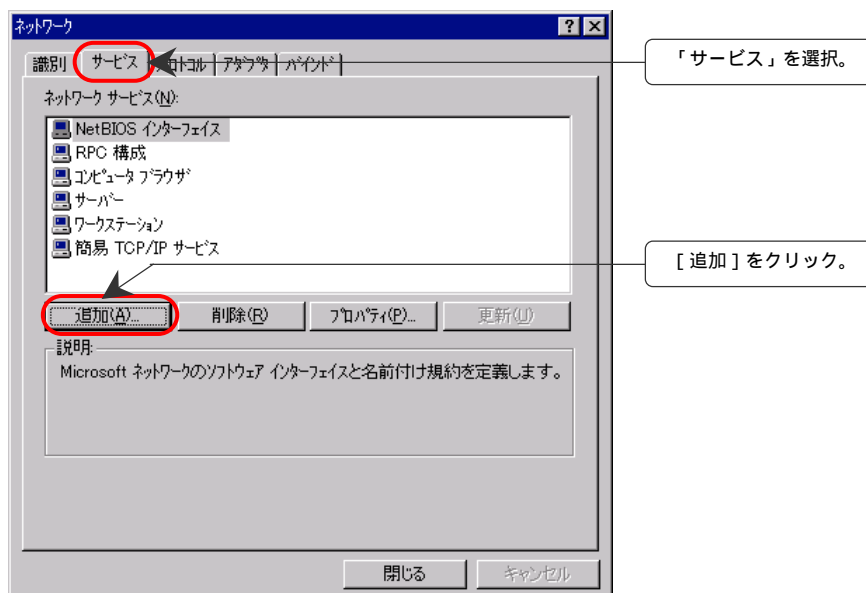 ネットワーク
識別 サービス プロトコル アダプタ バインド
「サービス」を選択。
ネットワーク サービス(N):
NetBIOS インターフェイス
RPC 構成
コンピュータ ブラウザ
サーバー
ワークステーション
簡易 TCP/IP サービス
[追加]をクリック。
追加(A)... 削除(R) プロパティ(P)... 更新(U)
説明:
Microsoft ネットワークのソフトウェア インターフェイスと名前付け規約を定義します。
閉じる キャンセル